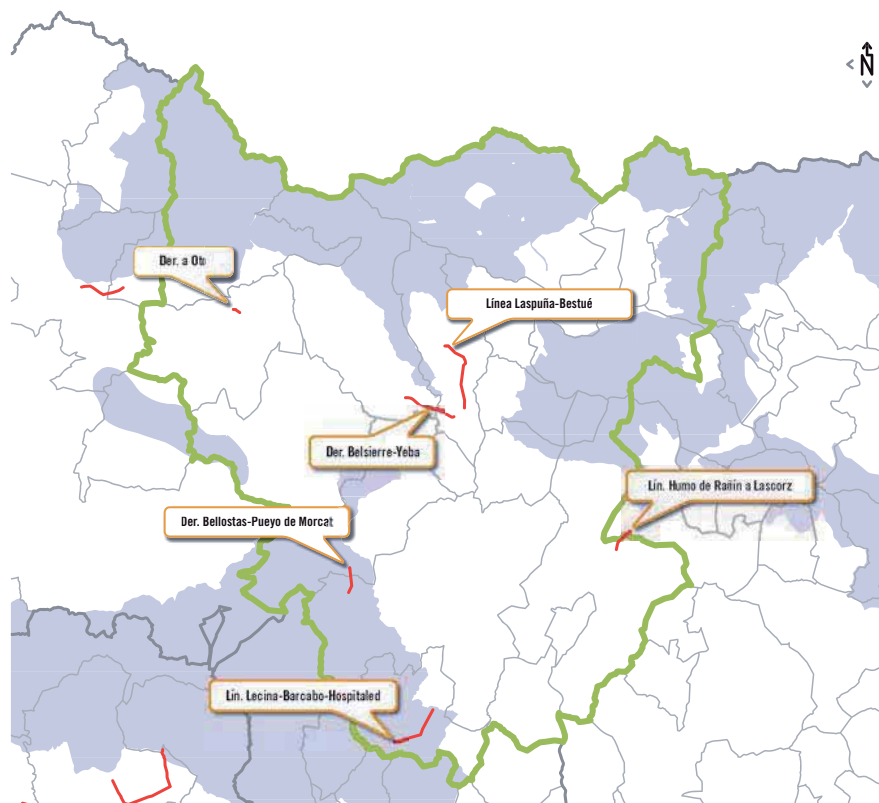 N
Der. a Oto
Línea Laspuña-Bestué
Der. Belsierre-Yeba
Lín. Humo de Rañín a Lascorz
Der. Bellostas-Pueyo de Morcat
Lín. Lecina-Barcabo-Hospitaled